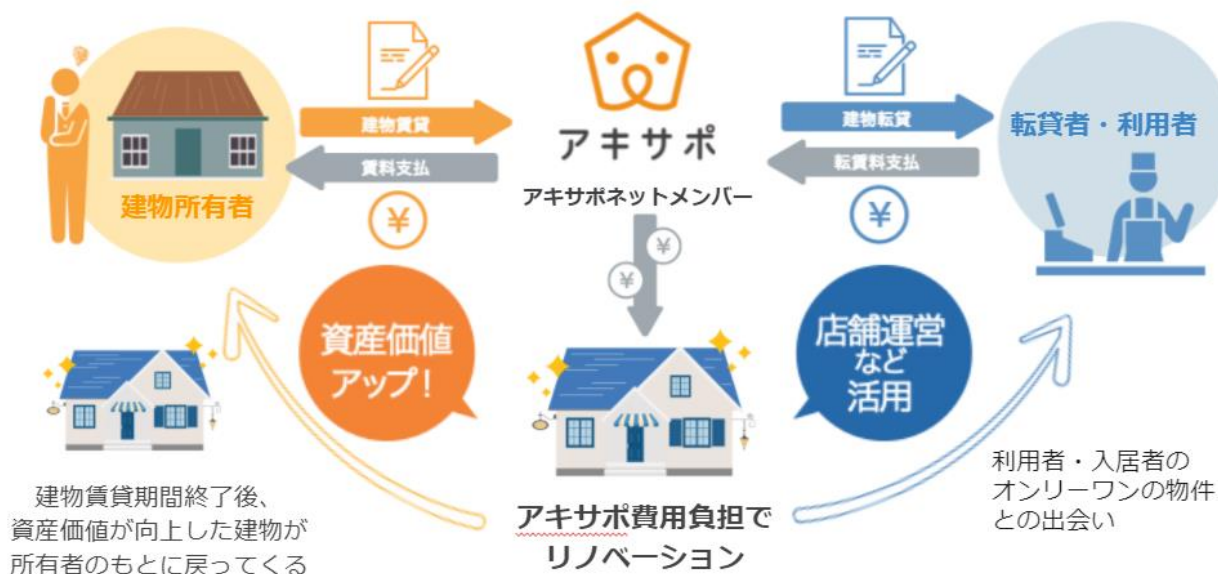 建物賃貸
賃料支払
¥
建物所有者
アキサポ
アキサポネットメンバー
¥
¥
建物転貸
転賃料支払
¥
転貸者・利用者
資産価値
アップ！
店舗運営
など
活用
建物賃貸期間終了後、
資産価値が向上した建物が
所有者のもとに戻ってくる
アキサポ費用負担で
リノベーション
利用者・入居者の
オンリーワンの物件
との出会い